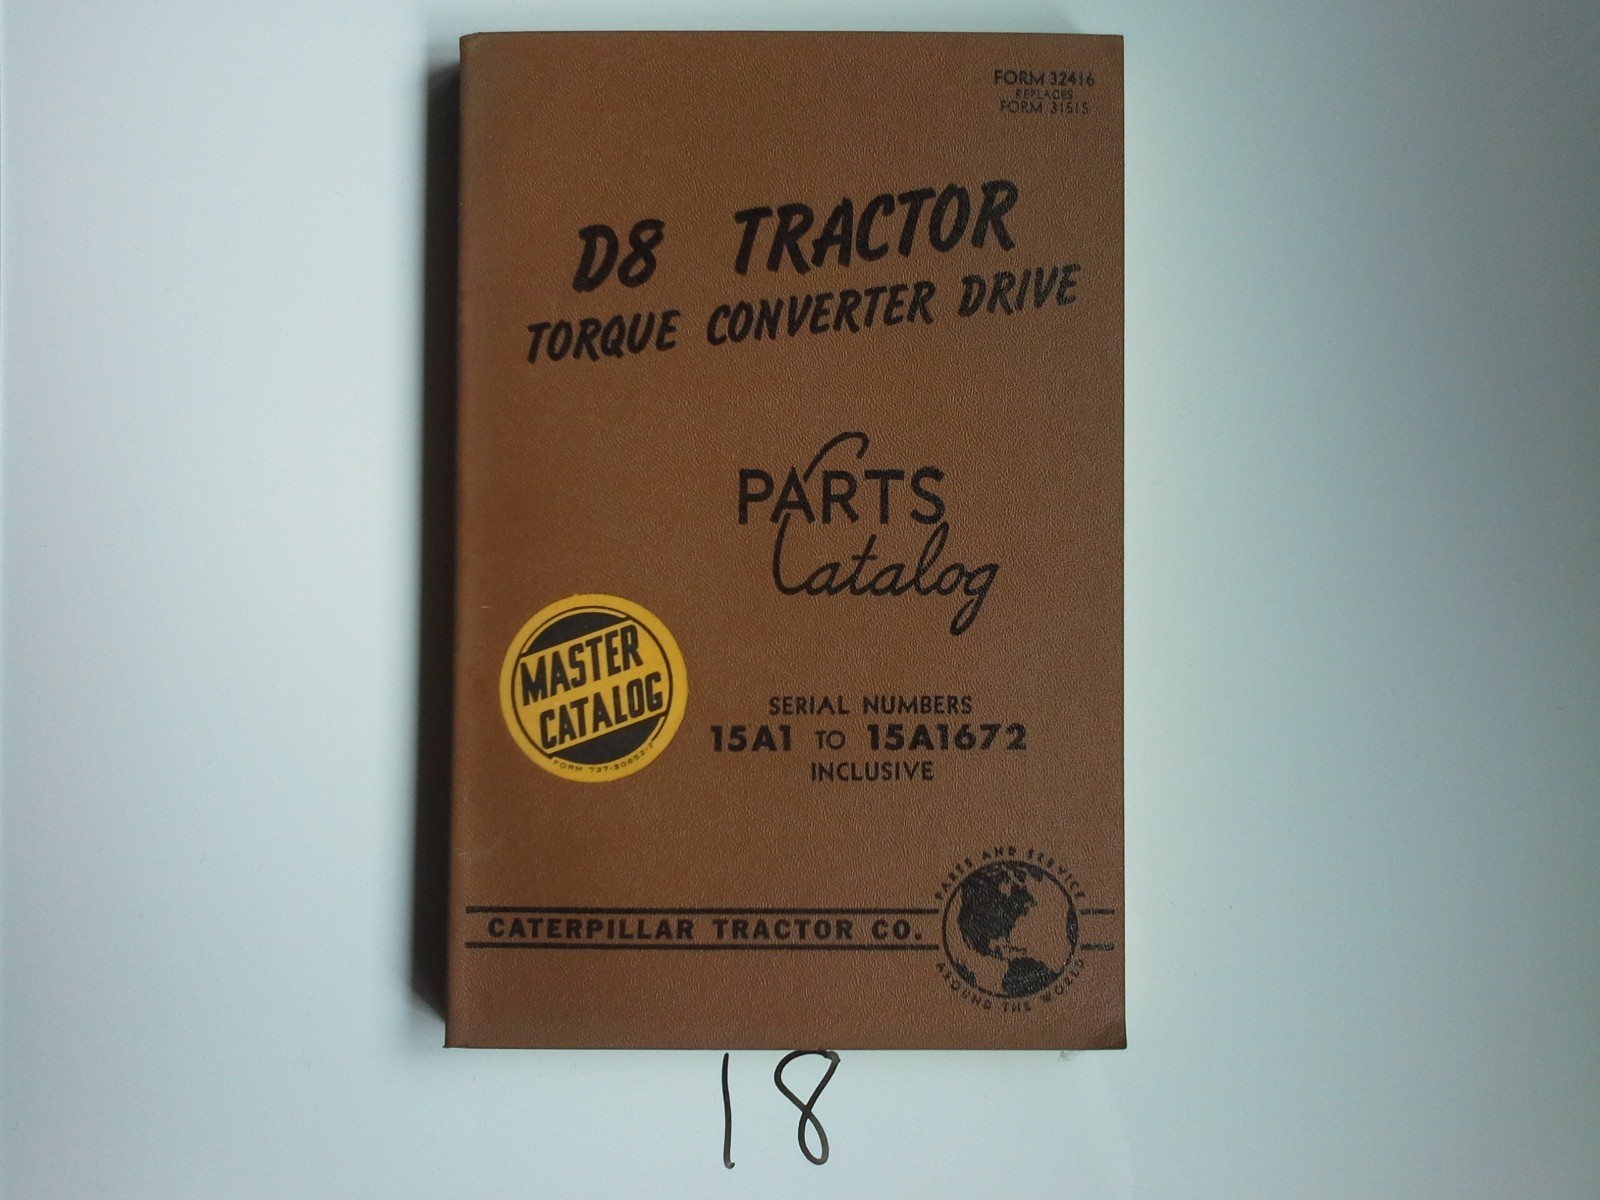 FORM 32416
REPLACES
FORM 31515
D8 TRACTOR
TORQUE CONVERTER DRIVE
PARTS
Catalog
MASTER
CATALOG
SERIAL NUMBERS
15A1 TO 15A1672
INCLUSIVE
PARTS AND SERVICE
CATERPILLAR TRACTOR CO.
AROUND THE WORLD
18